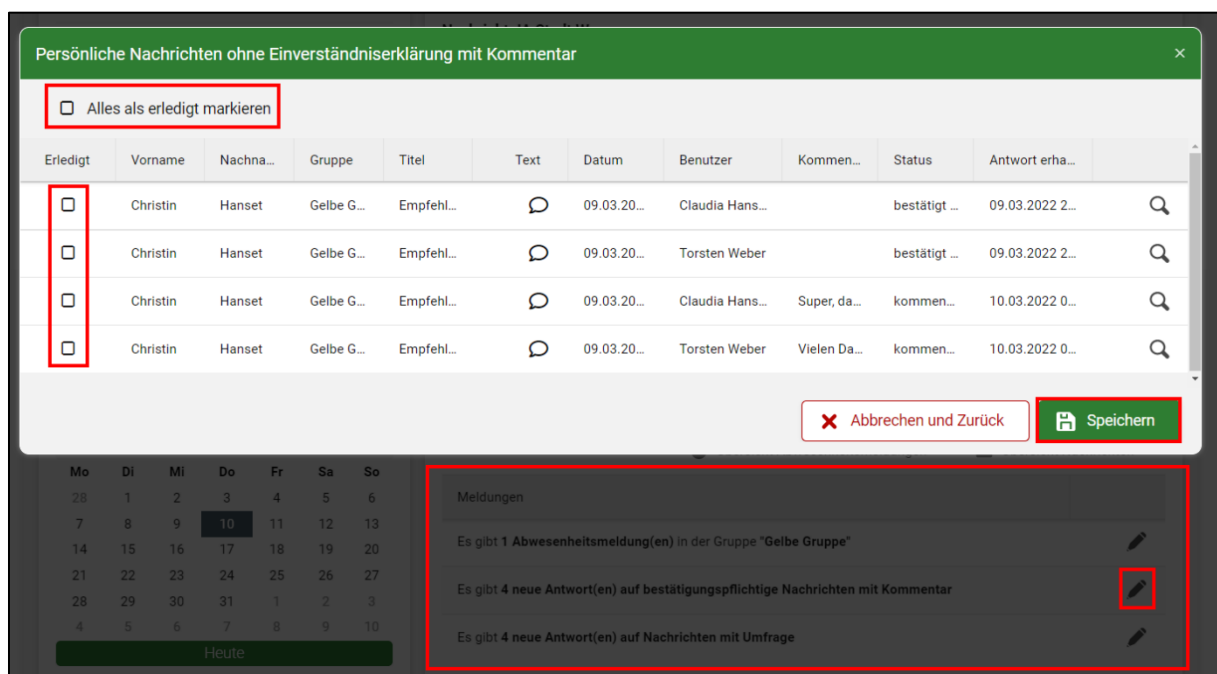 Persönliche Nachrichten ohne Einverständniserklärung mit Kommentar ×
Alles als erledigt markieren
Erledigt Vorname Nachna... Gruppe Titel Text Datum Benutzer Kommen... Status Antwort erha...
Christin Hanset Gelbe G... Empfehl... 09.03.20... Claudia Hans... bestätigt ... 09.03.2022 2...
Christin Hanset Gelbe G... Empfehl... 09.03.20... Torsten Weber bestätigt ... 09.03.2022 2...
Christin Hanset Gelbe G... Empfehl... 09.03.20... Claudia Hans... Super, da... kommen... 10.03.2022 0...
Christin Hanset Gelbe G... Empfehl... 09.03.20... Torsten Weber Vielen Da... kommen... 10.03.2022 0...
Abbrechen und Zurück Speichern
Mo Di Mi Do Fr Sa So
28 1 2 3 4 5 6
7 8 9 10 11 12 13
14 15 16 17 18 19 20
21 22 23 24 25 26 27
28 29 30 31 1 2 3
4 5 6 7 8 9 10
Heute
Meldungen
Es gibt 1 Abwesenheitsmeldung(en) in der Gruppe "Gelbe Gruppe"
Es gibt 4 neue Antwort(en) auf bestätigungspflichtige Nachrichten mit Kommentar
Es gibt 4 neue Antwort(en) auf Nachrichten mit Umfrage